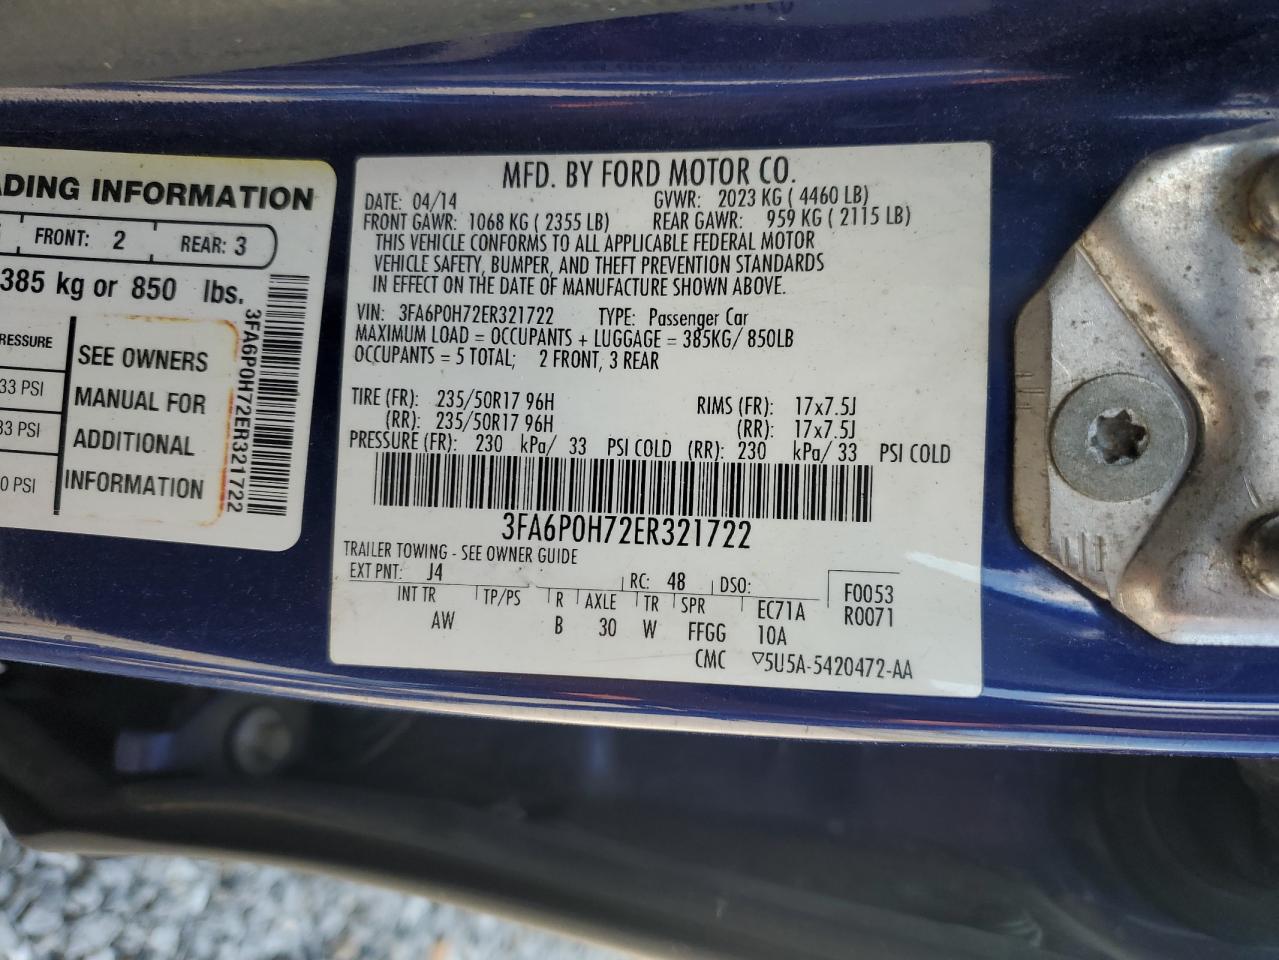 ADING INFORMATION
FRONT: 2 REAR: 3
385 kg or 850 lbs.
RESSURE
33 PSI
33 PSI
0 PSI
SEE OWNERS
MANUAL FOR
ADDITIONAL
INFORMATION
3FA6P0H72ER321722
MFD. BY FORD MOTOR CO.
DATE: 04/14 GVWR: 2023 KG ( 4460 LB)
FRONT GAWR: 1068 KG ( 2355 LB) REAR GAWR: 959 KG ( 2115 LB)
THIS VEHICLE CONFORMS TO ALL APPLICABLE FEDERAL MOTOR
VEHICLE SAFETY, BUMPER, AND THEFT PREVENTION STANDARDS
IN EFFECT ON THE DATE OF MANUFACTURE SHOWN ABOVE.
VIN: 3FA6P0H72ER321722 TYPE: Passenger Car
MAXIMUM LOAD = OCCUPANTS + LUGGAGE = 385KG/ 850LB
OCCUPANTS = 5 TOTAL; 2 FRONT, 3 REAR
TIRE (FR): 235/50R17 96H RIMS (FR): 17x7.5J
(RR): 235/50R17 96H (RR): 17x7.5J
PRESSURE (FR): 230 kPa/ 33 PSI COLD (RR): 230 kPa/ 33 PSI COLD
3FA6P0H72ER321722
TRAILER TOWING - SEE OWNER GUIDE
EXT PNT: J4 RC: 48 DSO: F0053
INT TR TP/PS R AXLE TR SPR EC71A R0071
AW B 30 W FFGG 10A
CMC ▽5U5A-5420472-AA